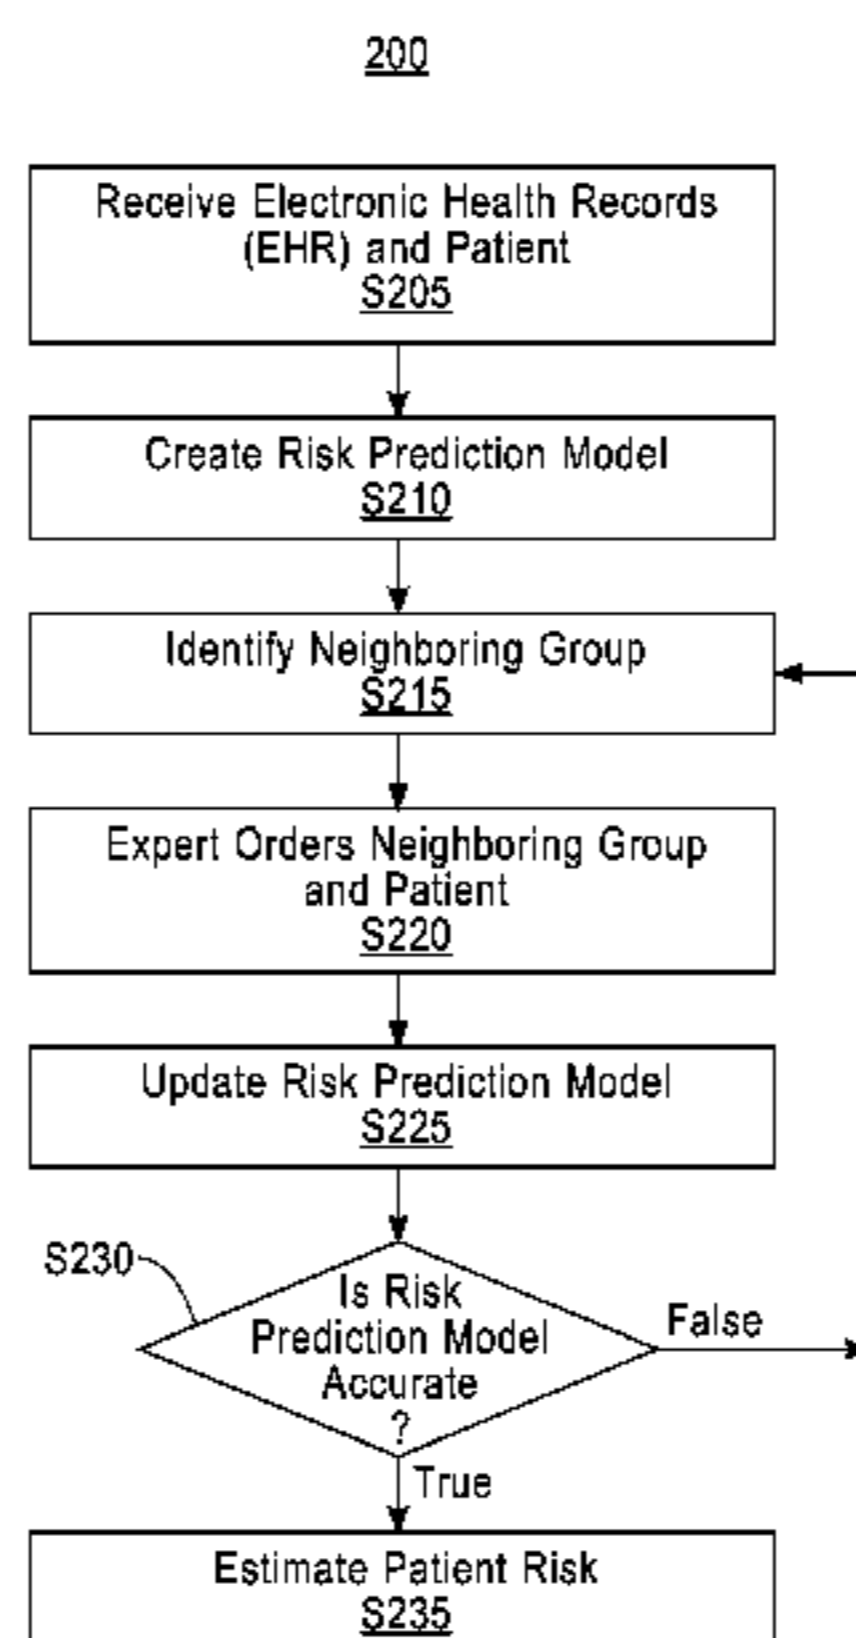 200
Receive Electronic Health Records
(EHR) and Patient
S205
Create Risk Prediction Model
S210
Identify Neighboring Group
S215
Expert Orders Neighboring Group
and Patient
S220
Update Risk Prediction Model
S225
S230
Is Risk
Prediction Model
Accurate
?
False
True
Estimate Patient Risk
S235